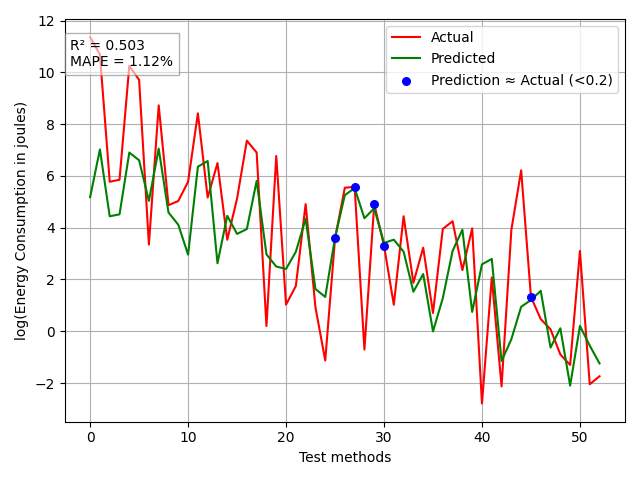 12
10
8
6
4
2
0
−2
log(Energy Consumption in joules)
R² = 0.503
MAPE = 1.12%
Actual
Predicted
Prediction ≈ Actual (<0.2)
0 10 20 30 40 50
Test methods